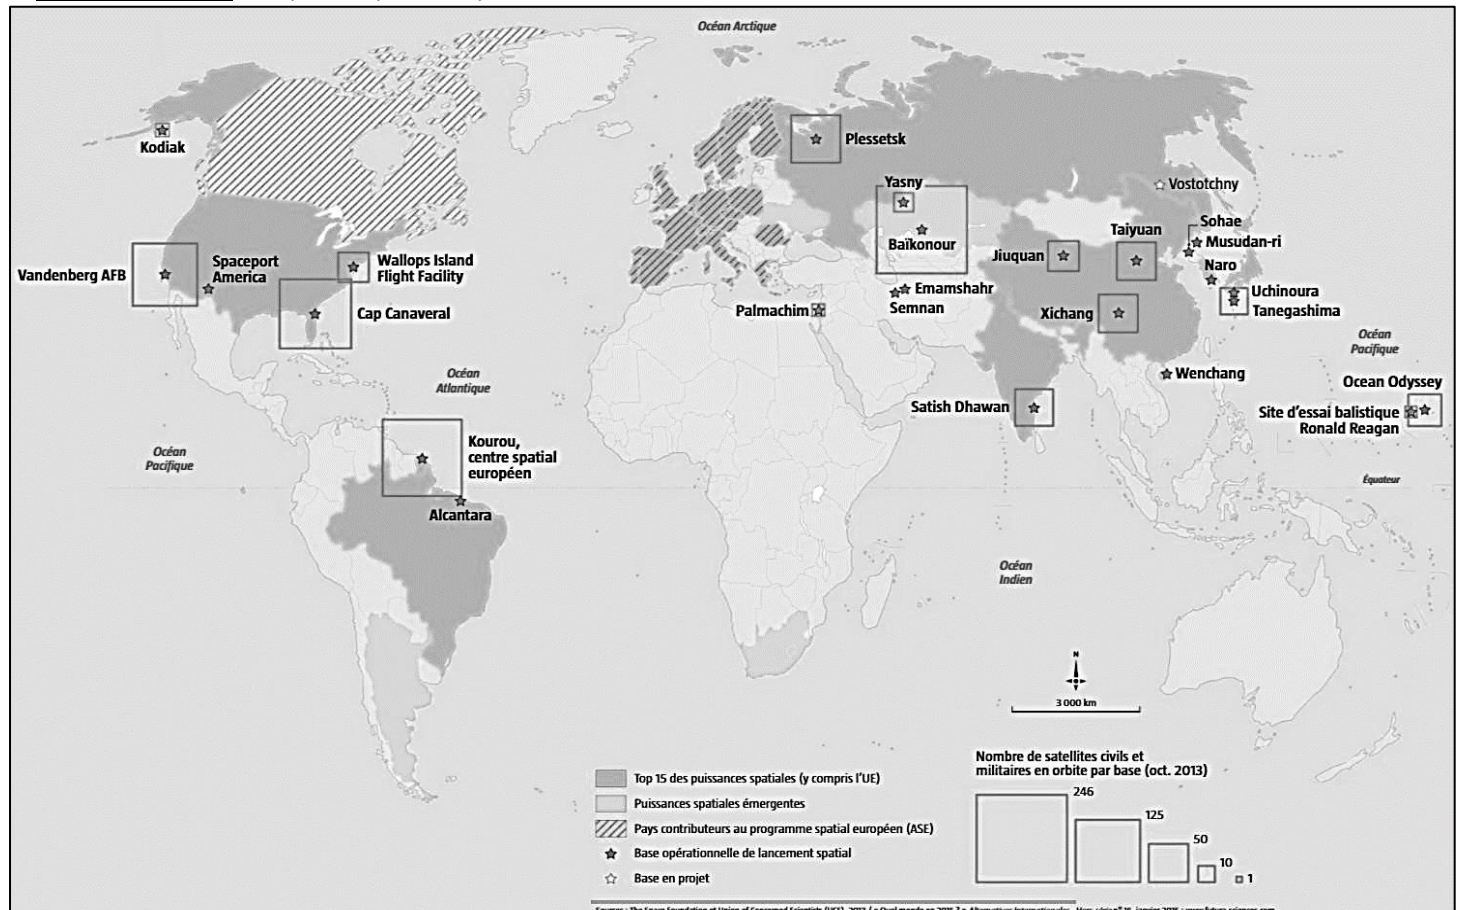 Océan Arctique
Kodiak
Plessetsk
Yasny
Vostotchny
Baïkonour
Taiyuan
Sohae
Musudan-ri
Jiuquan
Naro
Vandenberg AFB
Spaceport
America
Wallops Island
Flight Facility
Emamshahr
Semnan
Uchinoura
Tanegashima
Palmachim
Cap Canaveral
Xichang
Océan
Pacifique
Océan
Atlantique
Wenchang
Ocean Odyssey
Satish Dhawan
Site d'essai balistique
Ronald Reagan
Océan
Pacifique
Kourou,
centre spatial
européen
Équateur
Alcantara
Océan
Indien
N
3 000 km
Top 15 des puissances spatiales (y compris l'UE)
Puissances spatiales émergentes
Pays contributeurs au programme spatial européen (ASE)
Base opérationnelle de lancement spatial
Base en projet
Nombre de satellites civils et
militaires en orbite par base (oct. 2013)
246
125
50
10
1